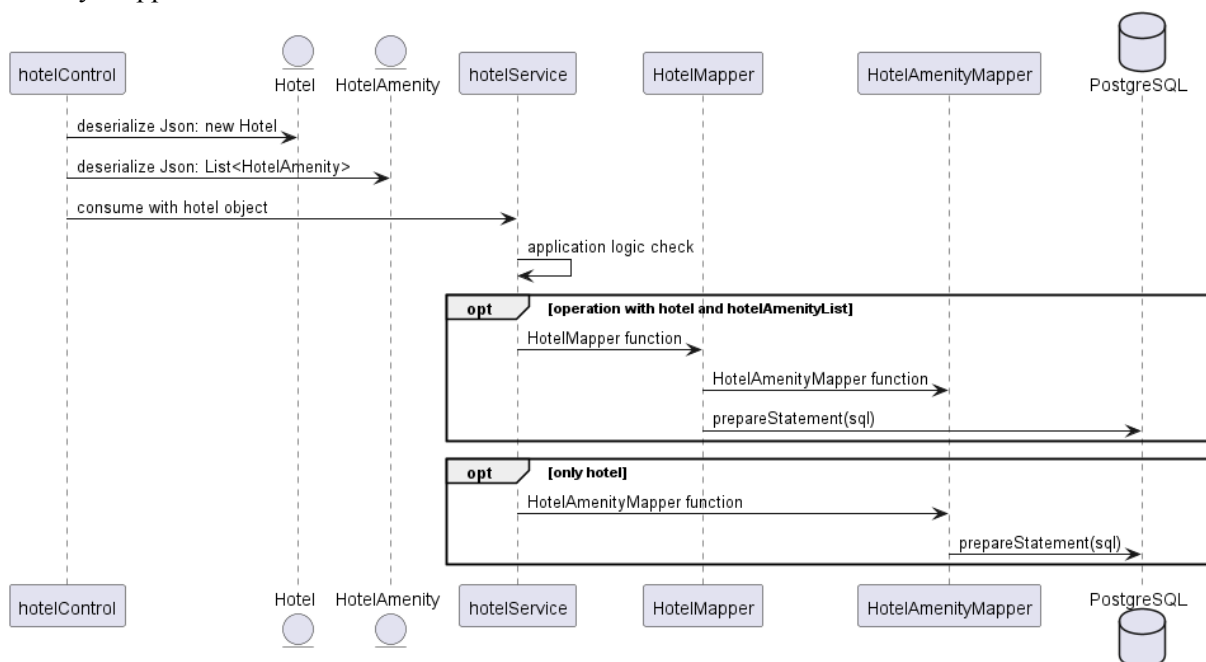 hotelControl
Hotel
HotelAmenity
hotelService
HotelMapper
HotelAmenityMapper
PostgreSQL
deserialize Json: new Hotel
deserialize Json: List<HotelAmenity>
consume with hotel object
application logic check
opt [operation with hotel and hotelAmenityList]
HotelMapper function
HotelAmenityMapper function
prepareStatement(sql)
opt [only hotel]
HotelAmenityMapper function
prepareStatement(sql)
hotelControl
Hotel
HotelAmenity
hotelService
HotelMapper
HotelAmenityMapper
PostgreSQL